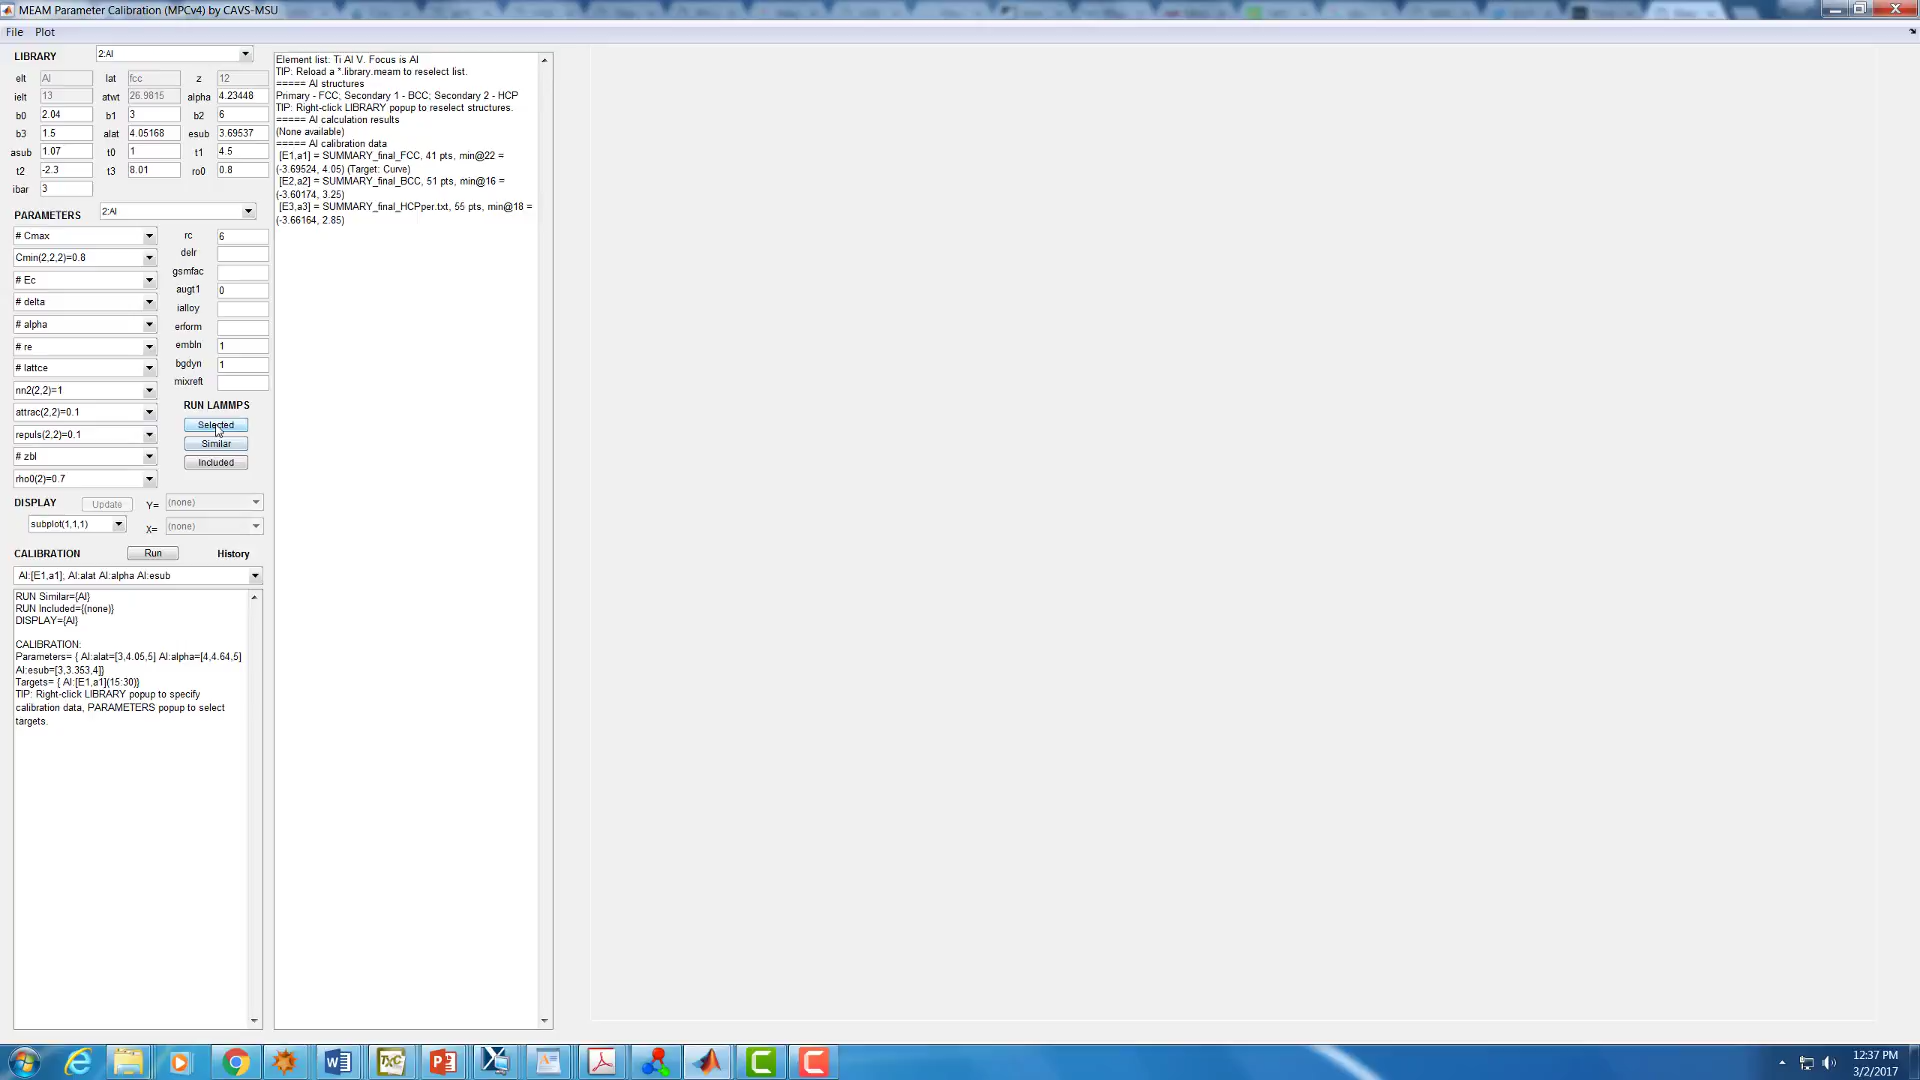 MEAM Parameter Calibration (MPCv4) by CAVS-MSU
File Plot
LIBRARY 2:Al
elt Al lat fcc z 12
ielt 13 atwt 26.9815 alpha 4.23448
b0 2.04 b1 3 b2 6
b3 1.5 alat 4.05168 esub 3.69537
asub 1.07 t0 1 t1 4.5
t2 -2.3 t3 8.01 ro0 0.8
ibar 3
PARAMETERS 2:Al
# Cmax
Cmin(2,2,2)=0.8
# Ec
# delta
# alpha
# re
# lattce
nn2(2,2)=1
attrac(2,2)=0.1
repuls(2,2)=0.1
# zbl
rho0(2)=0.7
rc 6
delr
gsmfac
augt1 0
ialloy
erform
embln 1
bgdyn 1
mixreft
RUN LAMMPS
Selected
Similar
Included
DISPLAY Update Y= (none)
subplot(1,1,1) X= (none)
CALIBRATION Run History
Al:[E1,a1], Al:alat Al:alpha Al:esub
RUN Similar={Al}
RUN Included={(none)}
DISPLAY={Al}
CALIBRATION:
Parameters= { Al:alat=[3,4.05,5] Al:alpha=[4,4.64,5]
Al:esub=[3,3.353,4]}
Targets= { Al:[E1,a1](15:30)}
TIP: Right-click LIBRARY popup to specify
calibration data, PARAMETERS popup to select
targets.
Element list: Ti Al V. Focus is Al
TIP: Reload a *.library.meam to reselect list.
===== Al structures
Primary - FCC; Secondary 1 - BCC; Secondary 2 - HCP
TIP: Right-click LIBRARY popup to reselect structures.
===== Al calculation results
(None available)
===== Al calibration data
[E1,a1] = SUMMARY_final_FCC, 41 pts, min@22 =
(-3.69524, 4.05) (Target: Curve)
[E2,a2] = SUMMARY_final_BCC, 51 pts, min@16 =
(-3.60174, 3.25)
[E3,a3] = SUMMARY_final_HCPper.txt, 55 pts, min@18 =
(-3.66164, 2.85)
12:37 PM
3/2/2017